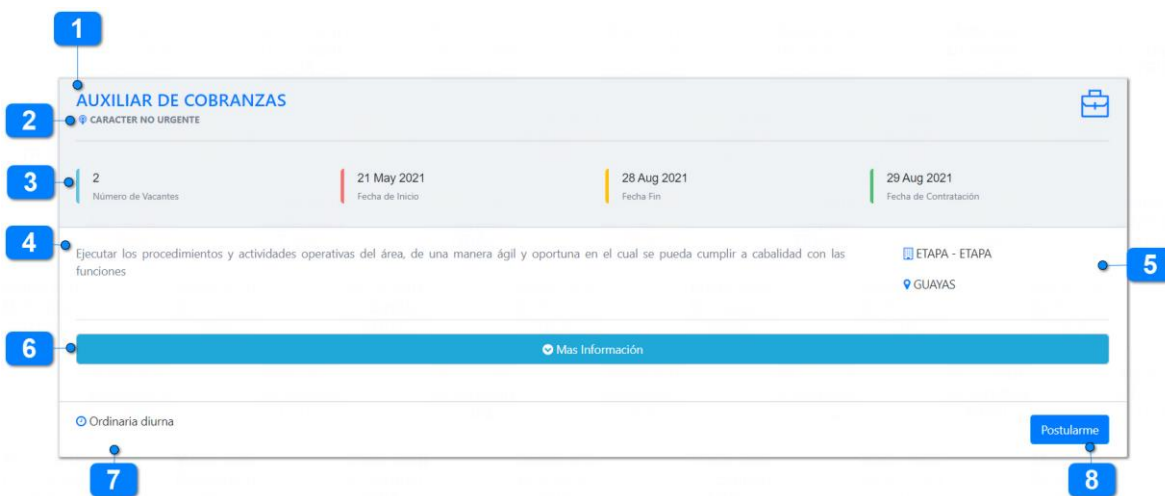 1
AUXILIAR DE COBRANZAS
2
CARACTER NO URGENTE
3
2
Número de Vacantes
21 May 2021
Fecha de Inicio
28 Aug 2021
Fecha Fin
29 Aug 2021
Fecha de Contratación
4
Ejecutar los procedimientos y actividades operativas del área, de una manera ágil y oportuna en el cual se pueda cumplir a cabalidad con las
funciones
ETAPA - ETAPA
GUAYAS
5
6
Mas Información
Ordinaria diurna
Postularme
7
8